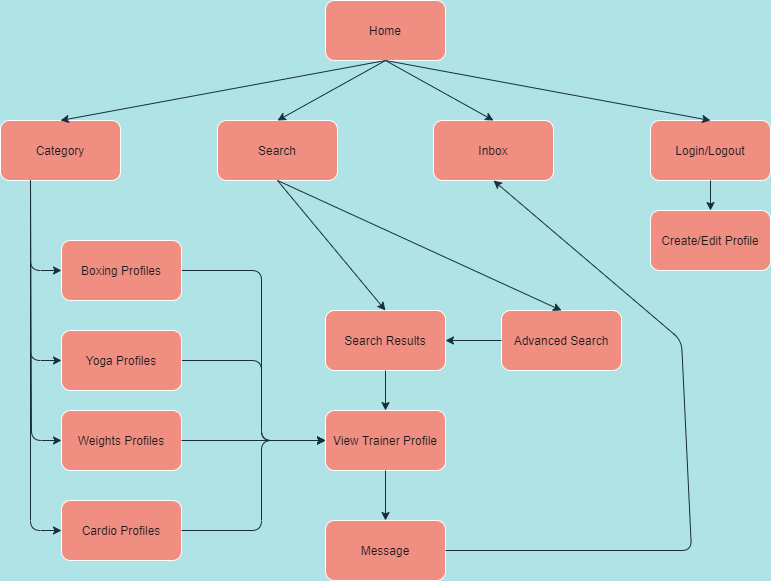 Home
Category
Search
Inbox
Login/Logout
Create/Edit Profile
Boxing Profiles
Yoga Profiles
Search Results
Advanced Search
Weights Profiles
View Trainer Profile
Cardio Profiles
Message